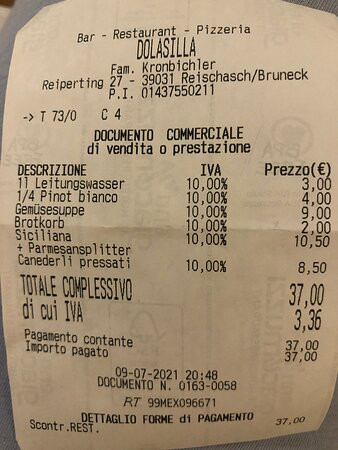 Bar - Restaurant - Pizzeria
DOLASILLA
Fam. Kronbichler
Reiperting 27 - 39031 Reischasch/Bruneck
P.I. 01437550211
-> T 73/0 C 4
DOCUMENTO COMMERCIALE
di vendita o prestazione
DESCRIZIONE IVA Prezzo(€)
1l Leitungswasser 10,00% 3,00
1/4 Pinot bianco 10,00% 4,00
Gemüsesuppe 10,00% 9,00
Brotkorb 10,00% 2,00
Siciliana 10,00% 10,50
+ Parmesansplitter
Canederli pressati 10,00% 8,50
TOTALE COMPLESSIVO 37,00
di cui IVA 3,36
Pagamento contante 37,00
Importo pagato 37,00
09-07-2021 20:48
DOCUMENTO N. 0163-0058
RT 99MEX096671
DETTAGLIO FORME di PAGAMENTO
Scontr.REST. 37,00